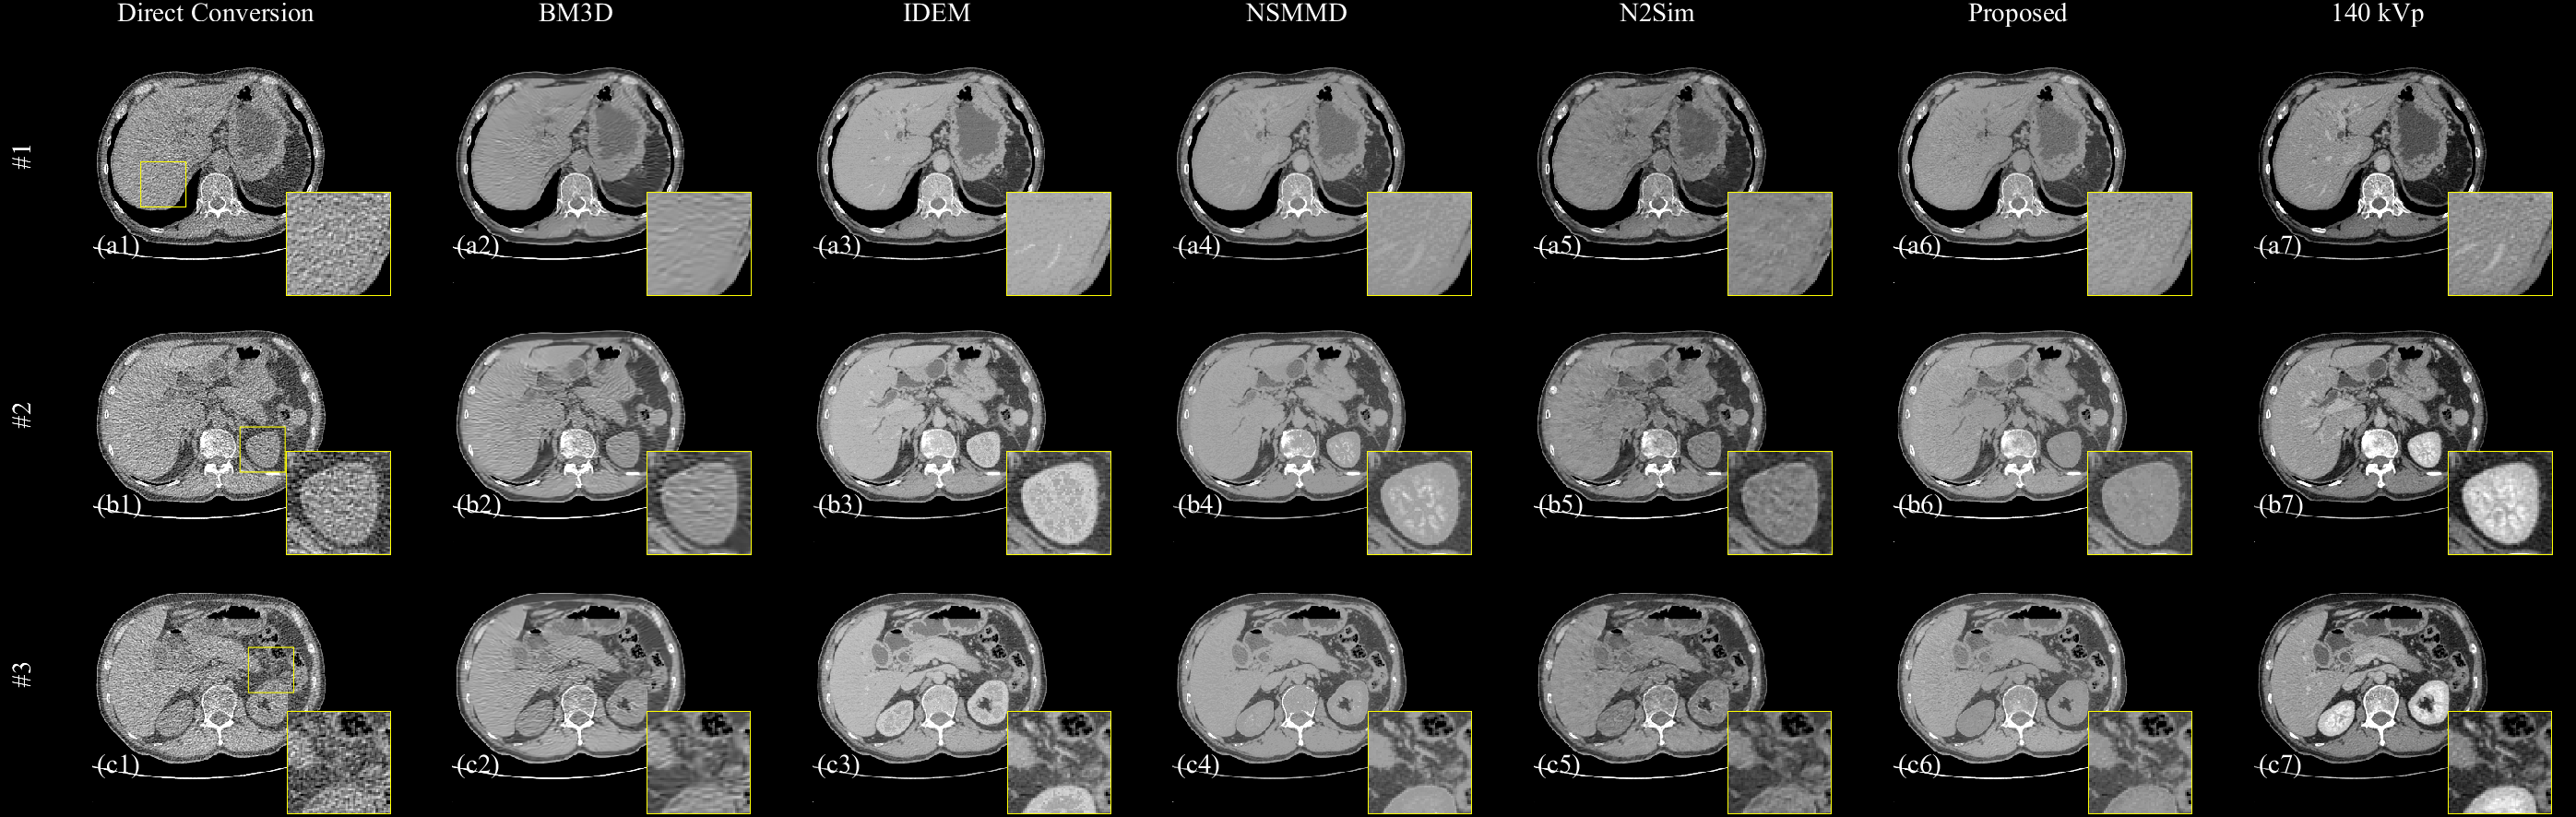 Direct Conversion BM3D IDEM NSMMD N2Sim Proposed 140 kVp
#1
(a1) (a2) (a3) (a4) (a5) (a6) (a7)
#2
(b1) (b2) (b3) (b4) (b5) (b6) (b7)
#3
(c1) (c2) (c3) (c4) (c5) (c6) (c7)